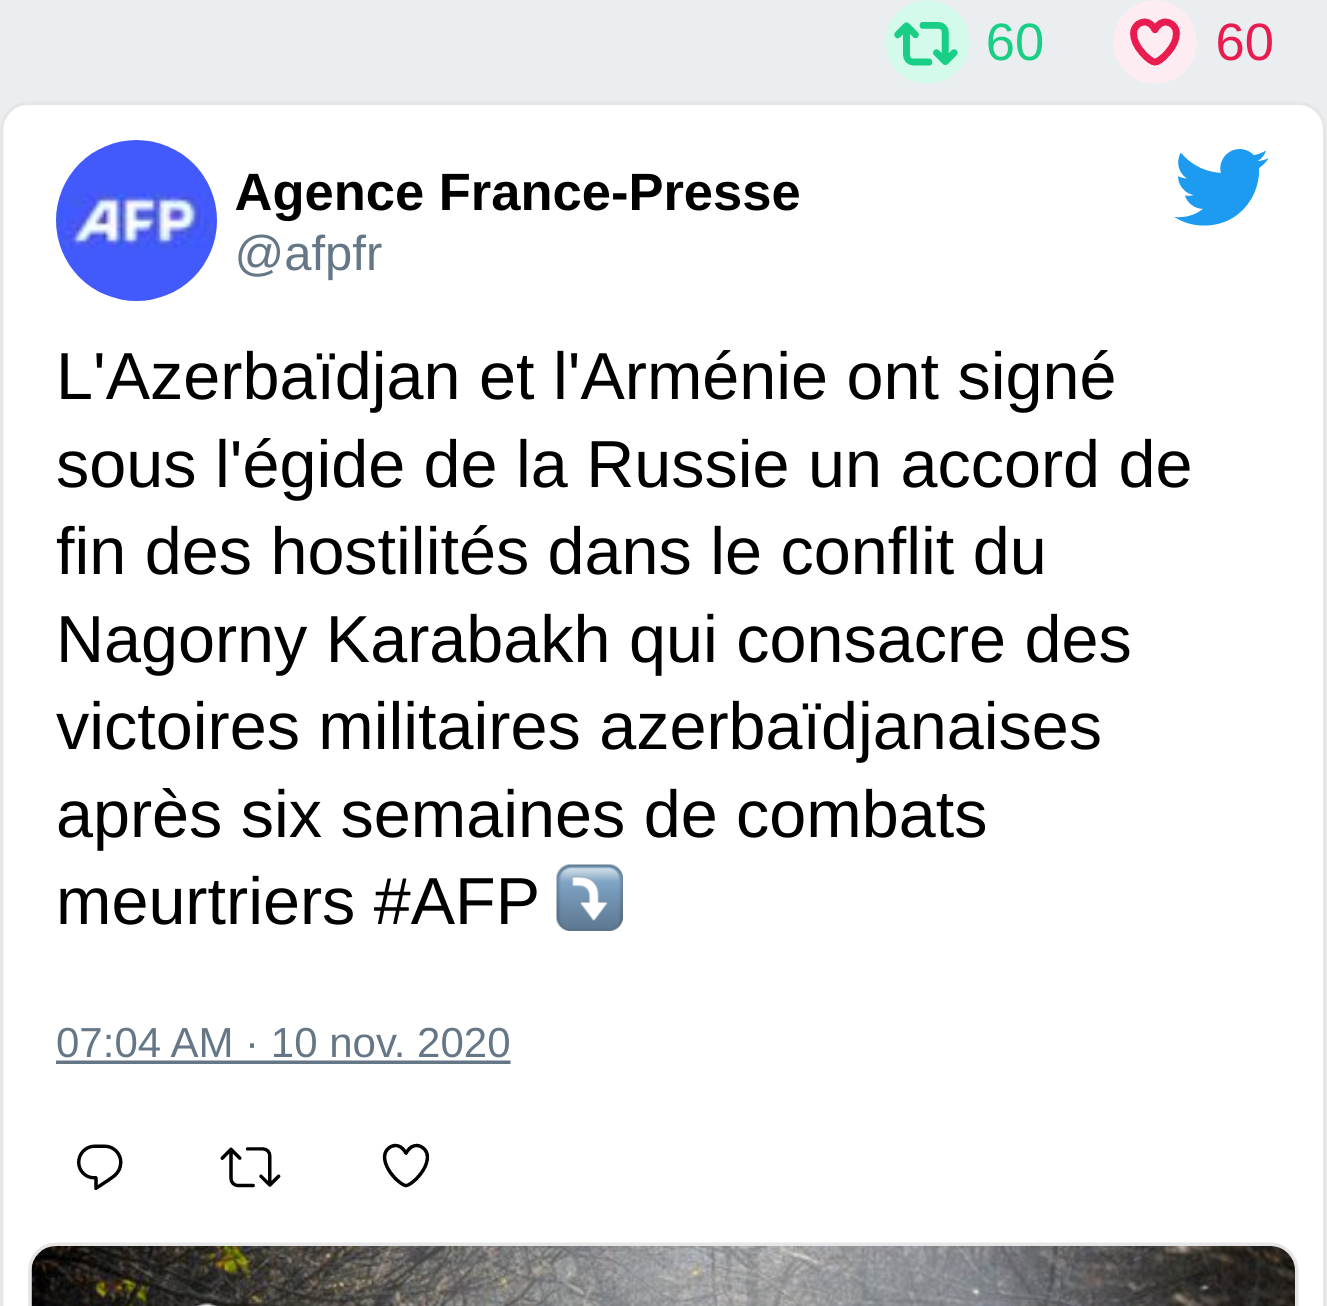 60 60
AFP
Agence France-Presse
@afpfr
L'Azerbaïdjan et l'Arménie ont signé
sous l'égide de la Russie un accord de
fin des hostilités dans le conflit du
Nagorny Karabakh qui consacre des
victoires militaires azerbaïdjanaises
après six semaines de combats
meurtriers #AFP ⤵️
07:04 AM · 10 nov. 2020